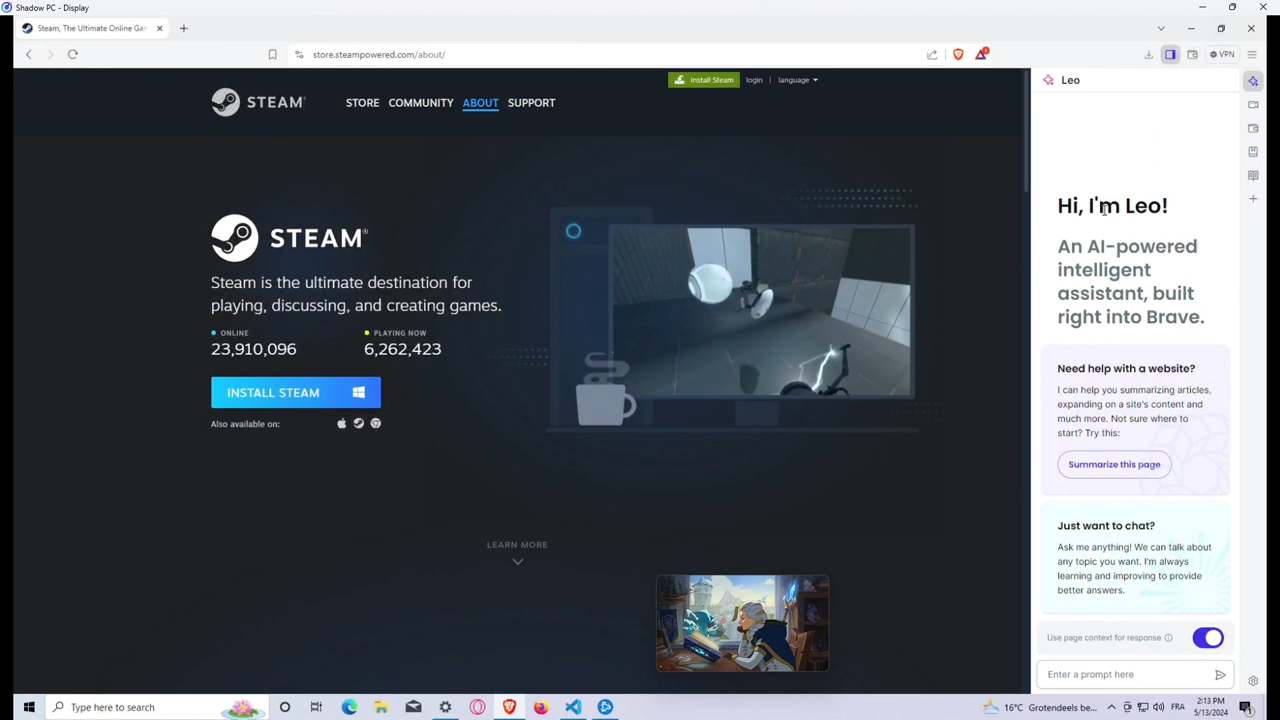 Shadow PC - Display
Steam, The Ultimate Online Ga
store.steampowered.com/about/
VPN
Install Steam
login
language
STEAM
STORE
COMMUNITY
ABOUT
SUPPORT
STEAM
Steam is the ultimate destination for
playing, discussing, and creating games.
ONLINE
PLAYING NOW
23,910,096
6,262,423
INSTALL STEAM
Also available on:
LEARN MORE
Leo
Hi, I'm Leo!
An AI-powered
intelligent
assistant, built
right into Brave.
Need help with a website?
I can help you summarizing articles,
expanding on a site's content and
much more. Not sure where to
start? Try this:
Summarize this page
Just want to chat?
Ask me anything! We can talk about
any topic you want. I'm always
learning and improving to provide
better answers.
Use page context for response
Enter a prompt here
Type here to search
16°C Grotendeels be...
FRA
2:13 PM
5/13/2024